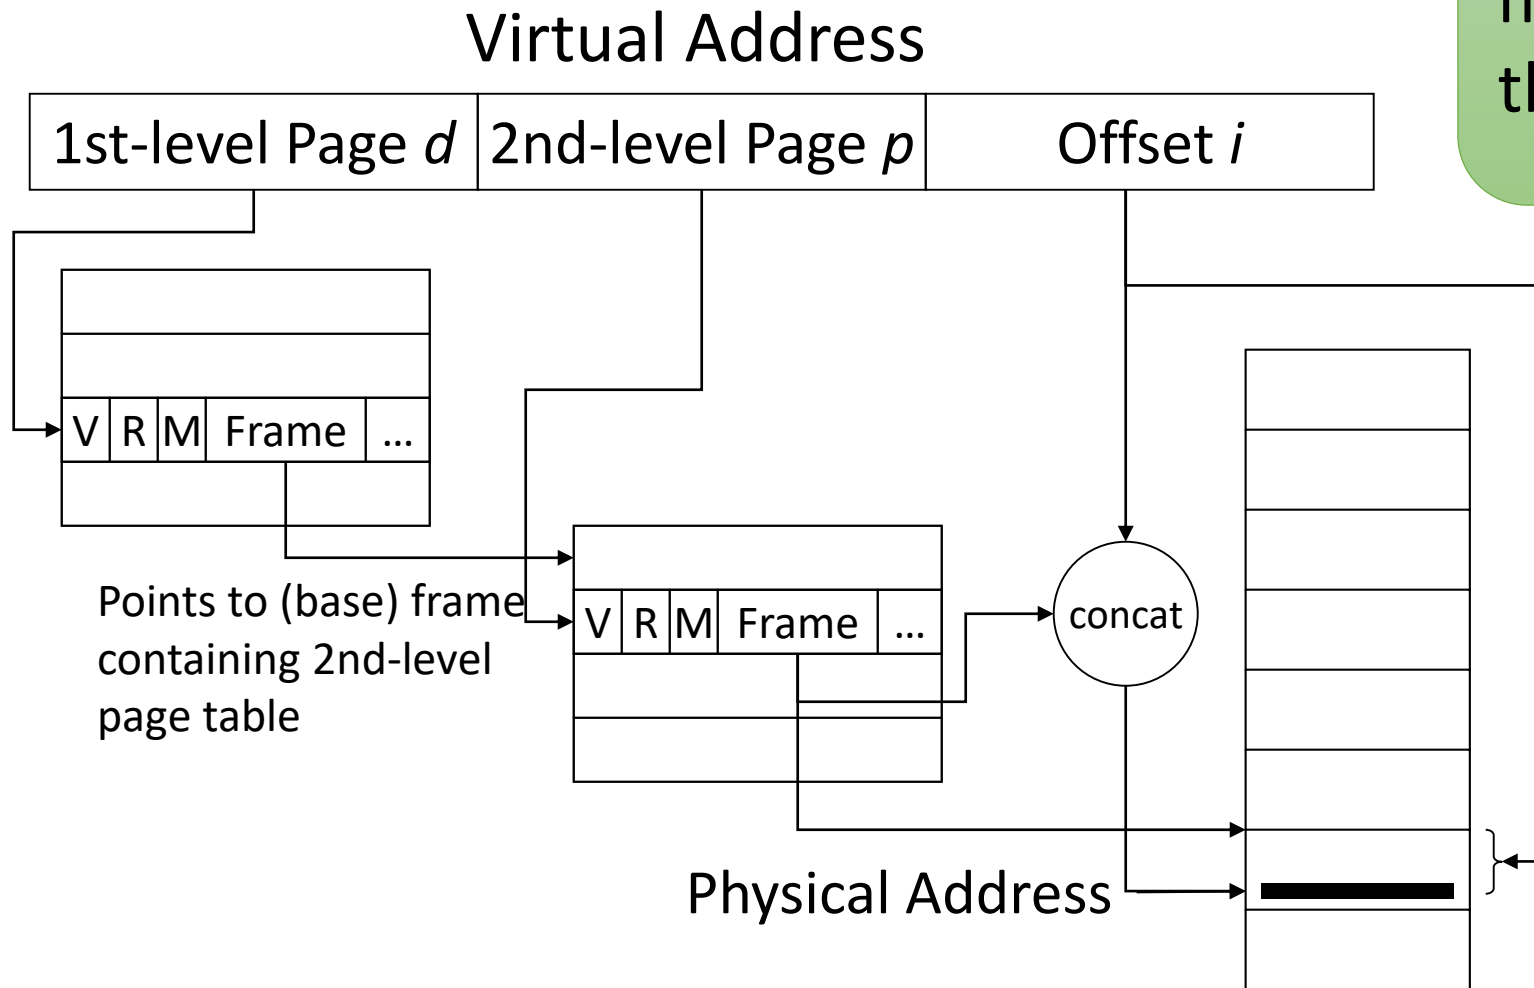 Virtual Address
1st-level Page d
2nd-level Page p
Offset i
V R M Frame ...
Points to (base) frame
containing 2nd-level
page table
V R M Frame ...
concat
Physical Address